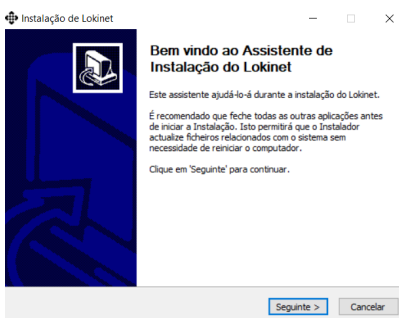 Instalação de Lokinet
Bem vindo ao Assistente de
Instalação do Lokinet
Este assistente ajudá-lo-á durante a instalação do Lokinet.
É recomendado que feche todas as outras aplicações antes
de iniciar a Instalação. Isto permitirá que o Instalador
actualize ficheiros relacionados com o sistema sem
necessidade de reiniciar o computador.
Clique em 'Seguinte' para continuar.
Seguinte >
Cancelar